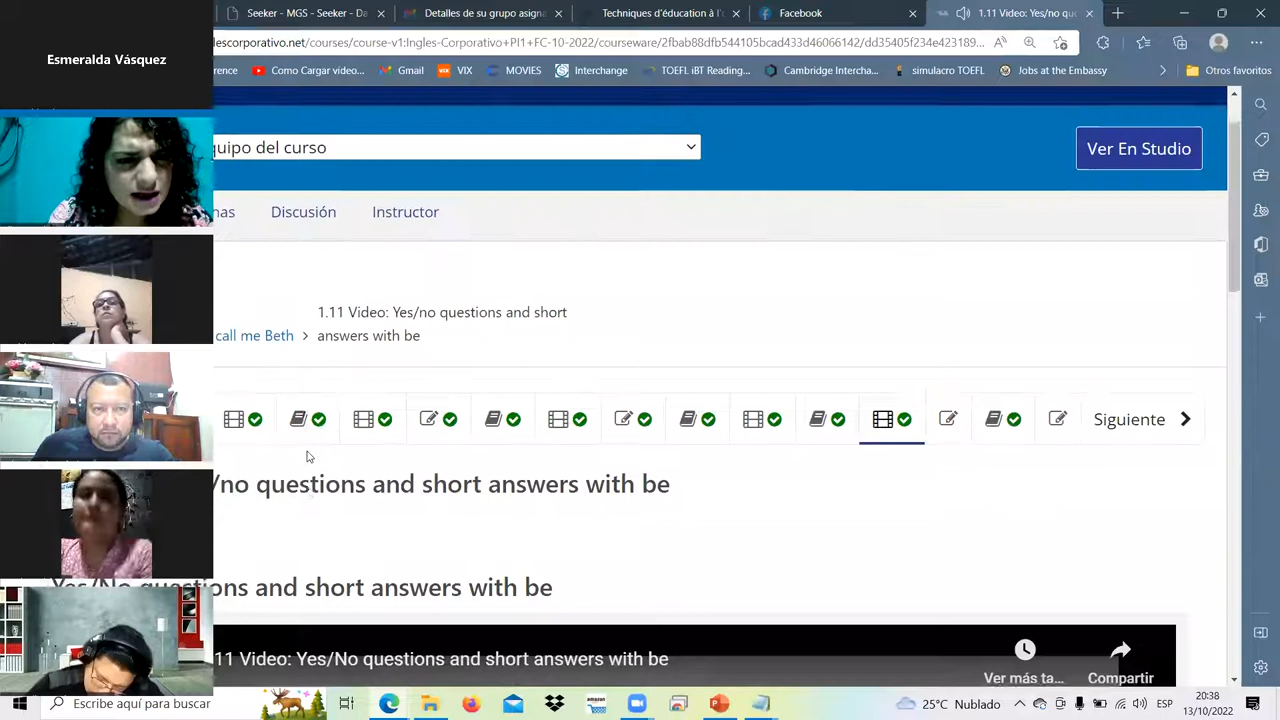 Esmeralda Vásquez
Seeker - MGS - Seeker - Da
Detalles de su grupo asigna
Techniques d'éducation à l'
Facebook
1.11 Video: Yes/no qu
lescorporativo.net/courses/course-v1:Ingles-Corporativo+PI1+FC-10-2022/courseware/2fbab88dfb544105bcad433d46066142/dd35405f234e423189...
rence
Como Cargar video...
Gmail
VIX
MOVIES
Interchange
TOEFL iBT Reading...
Cambridge Intercha...
simulacro TOEFL
Jobs at the Embassy
Otros favoritos
quipo del curso
Ver En Studio
nas
Discusión
Instructor
call me Beth
1.11 Video: Yes/no questions and short
answers with be
Siguiente
/no questions and short answers with be
Yes/No questions and short answers with be
11 Video: Yes/No questions and short answers with be
Ver más ta...
Compartir
Escribe aquí para buscar
25°C Nublado
ESP
20:38
13/10/2022